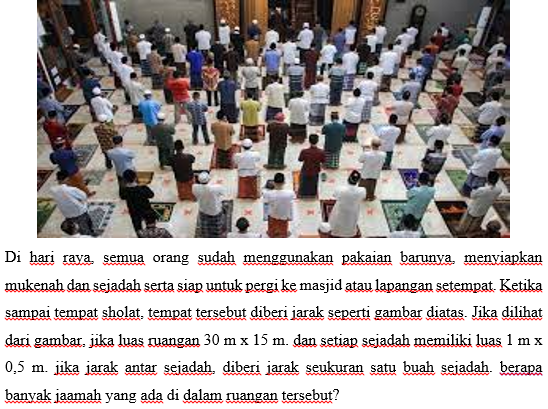 Di hari raya, semua orang sudah menggunakan pakaian barunya, menyiapkan
mukenah dan sejadah serta siap untuk pergi ke masjid atau lapangan setempat. Ketika
sampai tempat sholat, tempat tersebut diberi jarak seperti gambar diatas. Jika dilihat
dari gambar, jika luas ruangan 30 m x 15 m. dan setiap sejadah memiliki luas 1 m x
0,5 m. jika jarak antar sejadah, diberi jarak seukuran satu buah sejadah. berapa
banyak jaamah yang ada di dalam ruangan tersebut?